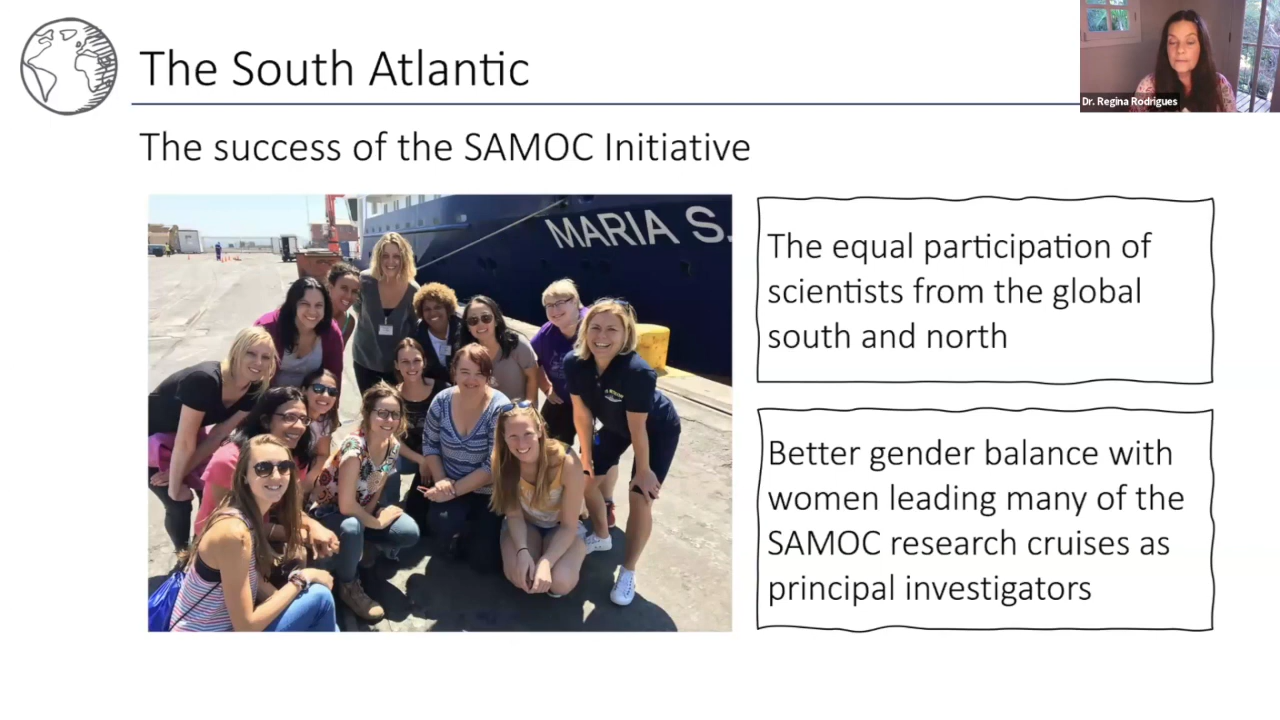 The South Atlantic
Dr. Regina Rodrigues
The success of the SAMOC Initiative
MARIA S.
The equal participation of
scientists from the global
south and north
Better gender balance with
women leading many of the
SAMOC research cruises as
principal investigators